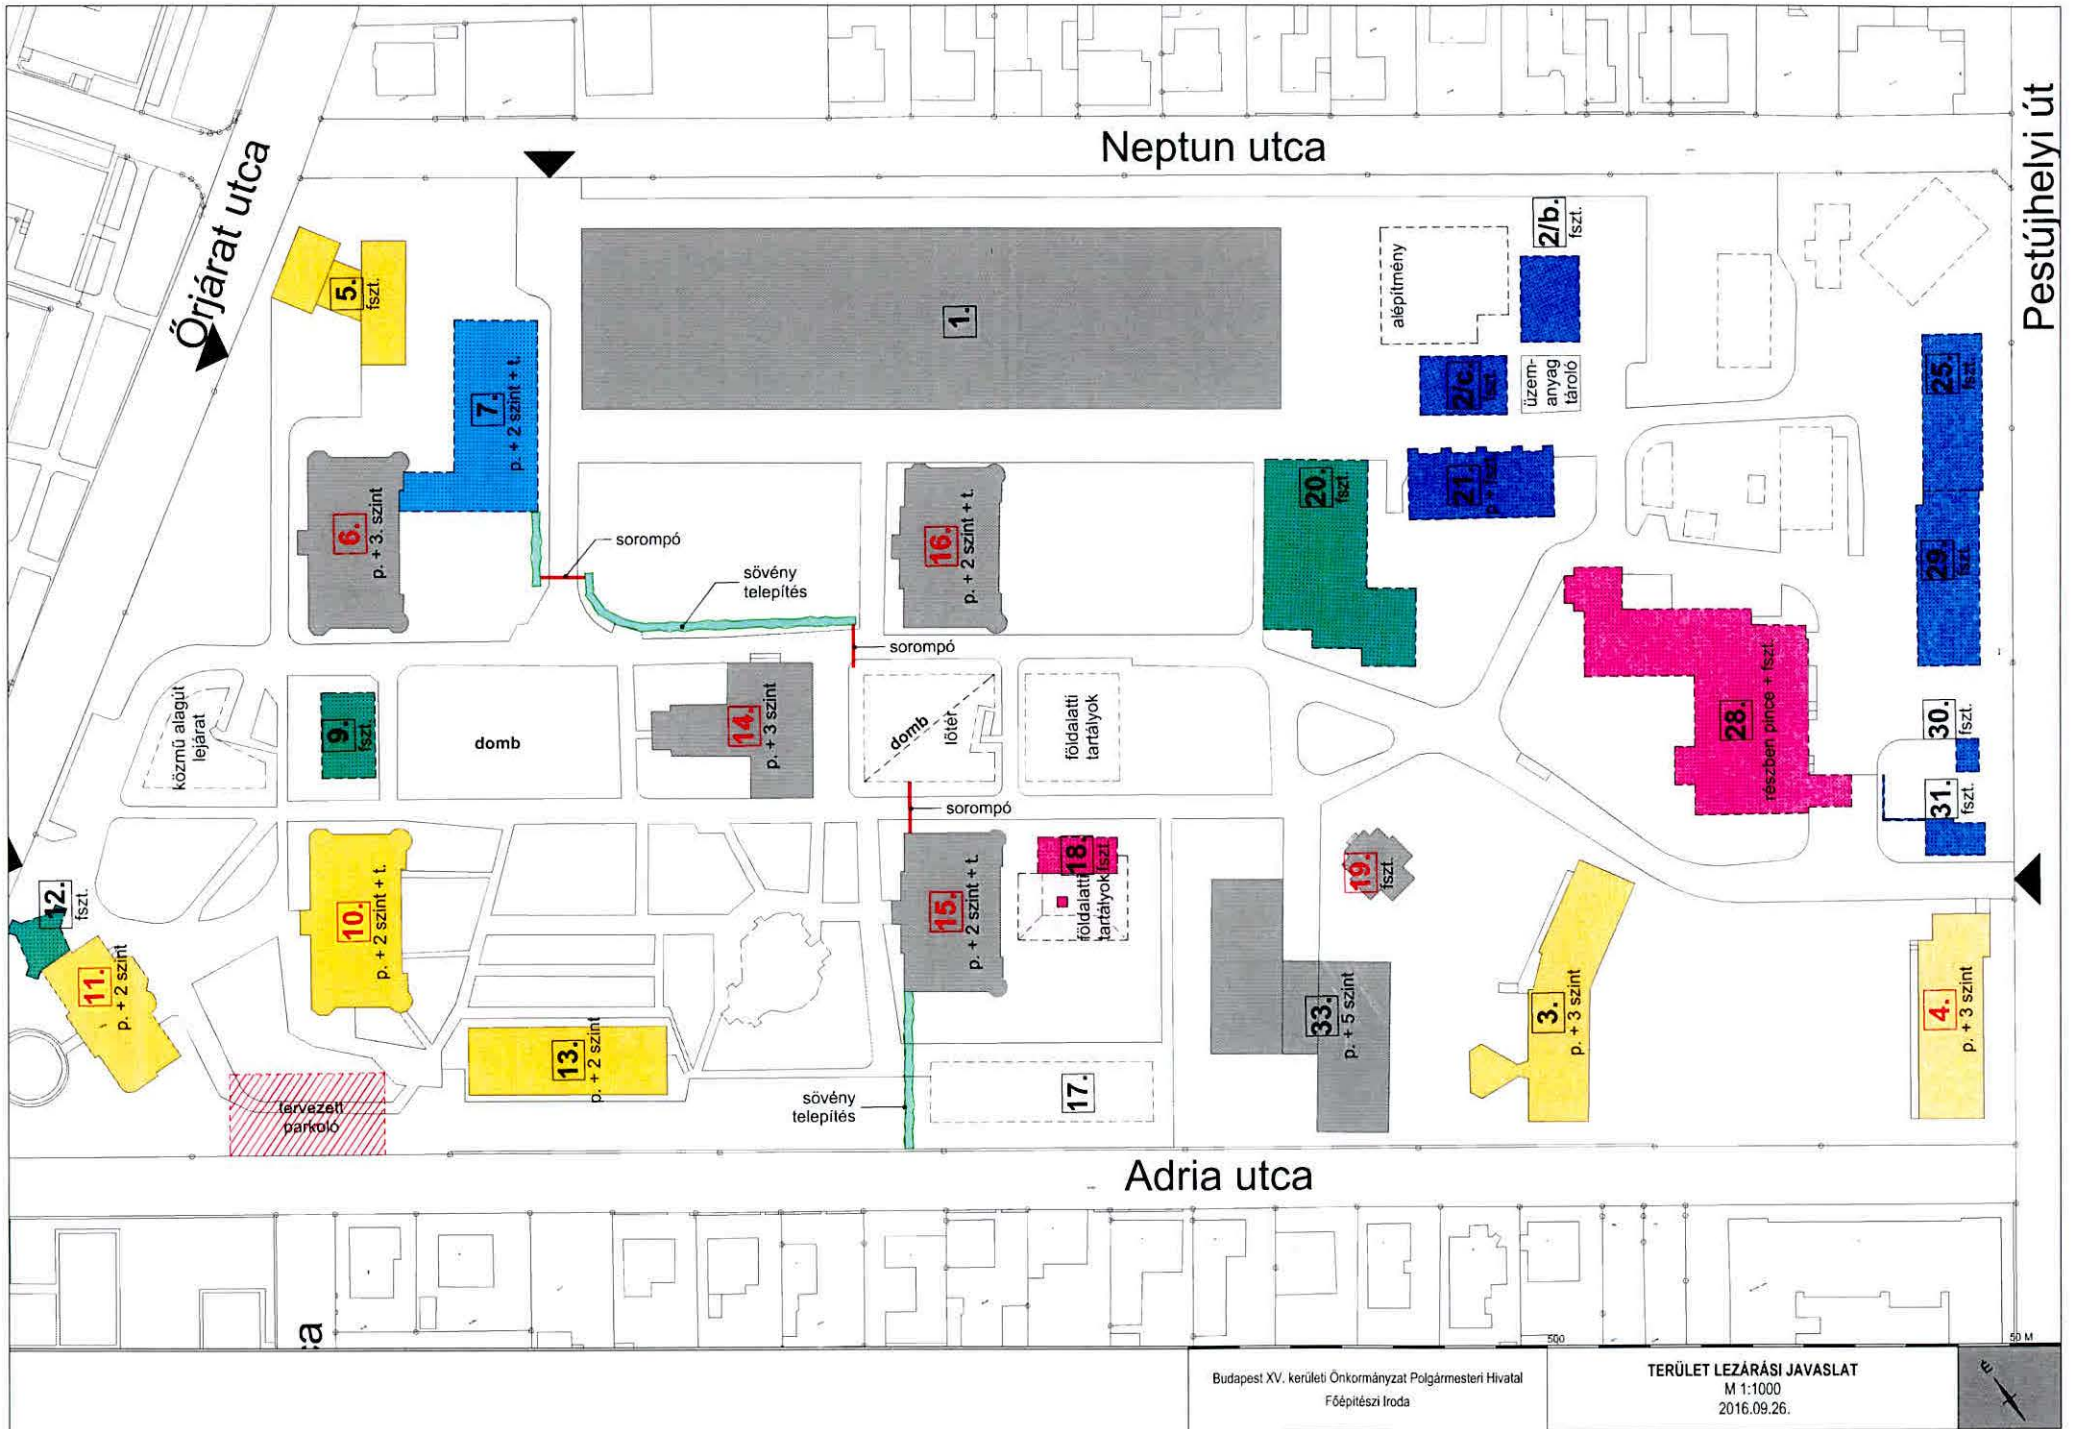 Neptun utca
Pestújhelyi út
Őrjárat utca
5.
fszt.
7.
p. + 2 szint + t.
1.
alépítmény
2/b.
fszt.
2/c.
fszt.
üzem-
anyag
tároló
25.
fszt.
6.
p. + 3. szint
sorompó
sövény
telepítés
16.
p. + 2 szint + t.
20.
fszt.
21.
p + fszt.
29.
fszt.
sorompó
közmű alagút
lejárat
9.
fszt.
domb
14.
p. + 3 szint
domb
lőtér
földalatti
tartályok
28.
részben pince + fszt.
30.
fszt.
31.
fszt.
sorompó
12.
fszt.
11.
p. + 2 szint
10.
p. + 2 szint + t.
15.
p. + 2 szint + t.
18.
fszt.
földalatti
tartályok
19.
fszt.
33.
p. + 5 szint
3.
p. + 3 szint
4.
p. + 3 szint
13.
p. + 2 szint
tervezett
parkoló
sövény
telepítés
17.
Adria utca
ca
500
50 M
Budapest XV. kerületi Önkormányzat Polgármesteri Hivatal
Főépítészi Iroda
TERÜLET LEZÁRÁSI JAVASLAT
M 1:1000
2016.09.26.
É